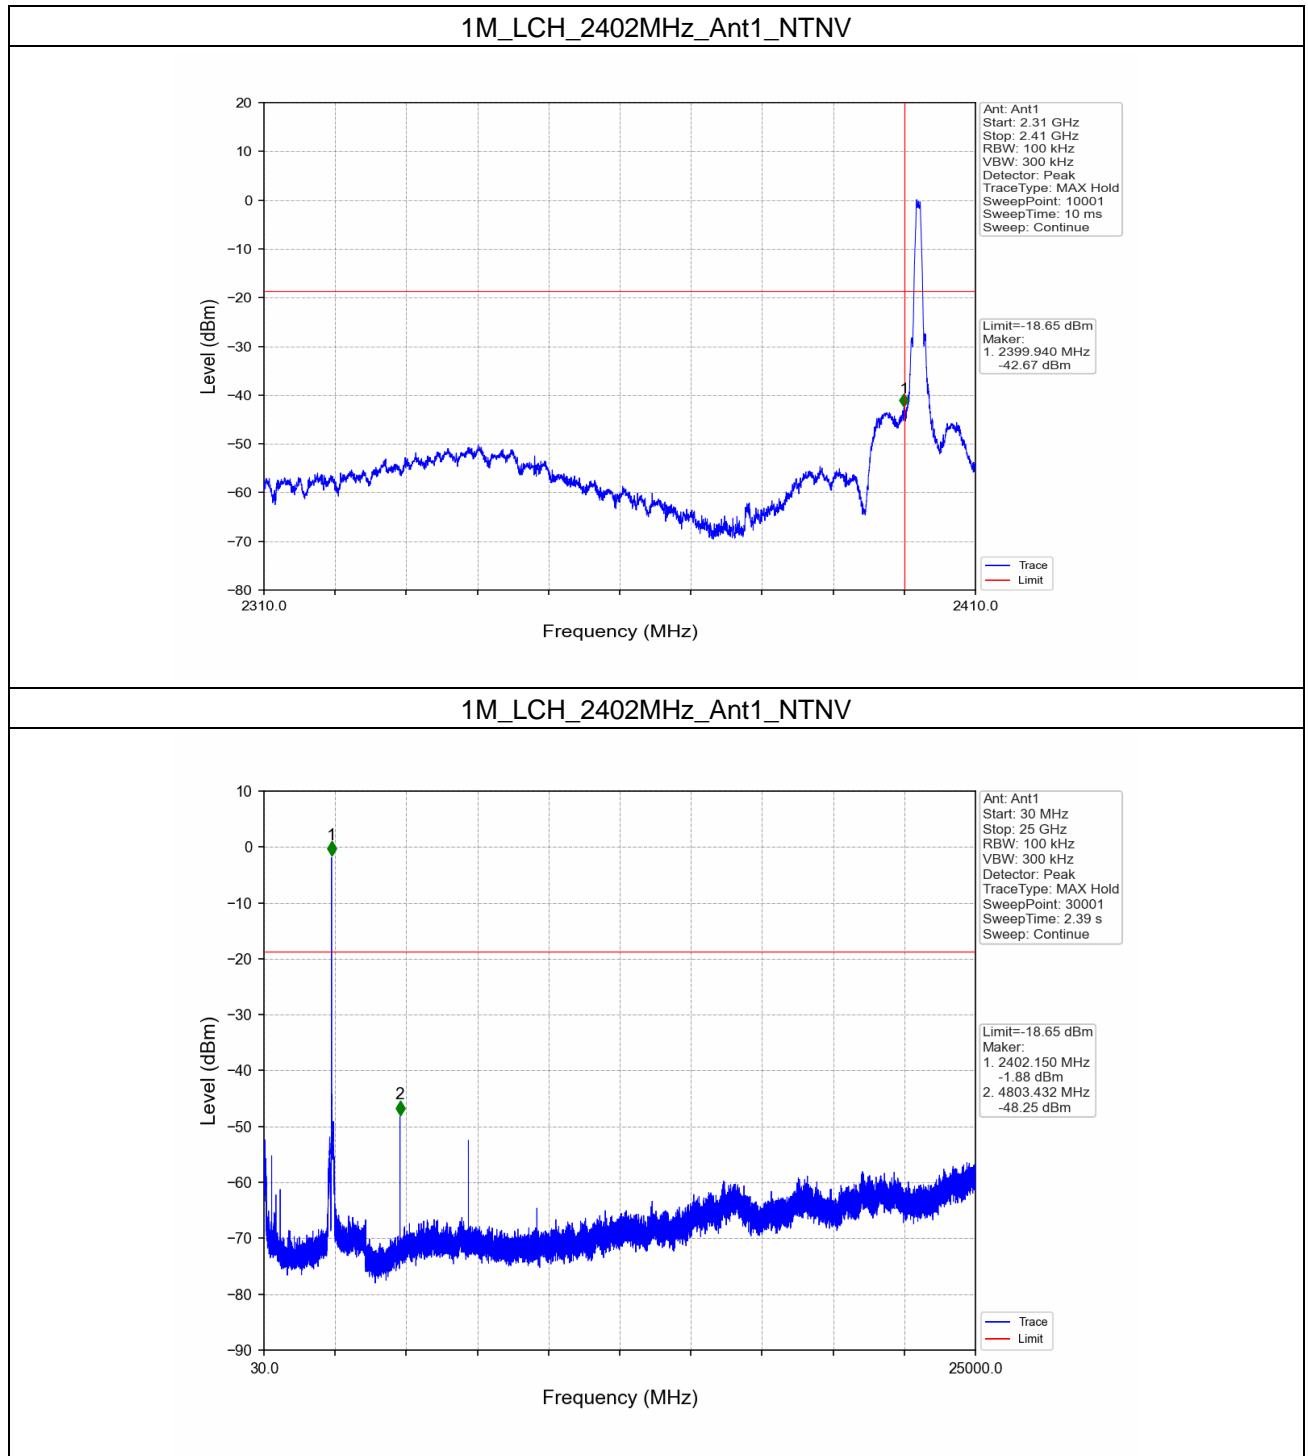 1M_LCH_2402MHz_Ant1_NTNV
20
10
0
−10
−20
−30
−40
−50
−60
−70
−80
Level (dBm)
1
2310.0
2410.0
Frequency (MHz)
Ant: Ant1
Start: 2.31 GHz
Stop: 2.41 GHz
RBW: 100 kHz
VBW: 300 kHz
Detector: Peak
TraceType: MAX Hold
SweepPoint: 10001
SweepTime: 10 ms
Sweep: Continue
Limit=-18.65 dBm
Maker:
1. 2399.940 MHz
-42.67 dBm
Trace
Limit
1M_LCH_2402MHz_Ant1_NTNV
10
0
−10
−20
−30
−40
−50
−60
−70
−80
−90
Level (dBm)
1
2
30.0
25000.0
Frequency (MHz)
Ant: Ant1
Start: 30 MHz
Stop: 25 GHz
RBW: 100 kHz
VBW: 300 kHz
Detector: Peak
TraceType: MAX Hold
SweepPoint: 30001
SweepTime: 2.39 s
Sweep: Continue
Limit=-18.65 dBm
Maker:
1. 2402.150 MHz
-1.88 dBm
2. 4803.432 MHz
-48.25 dBm
Trace
Limit